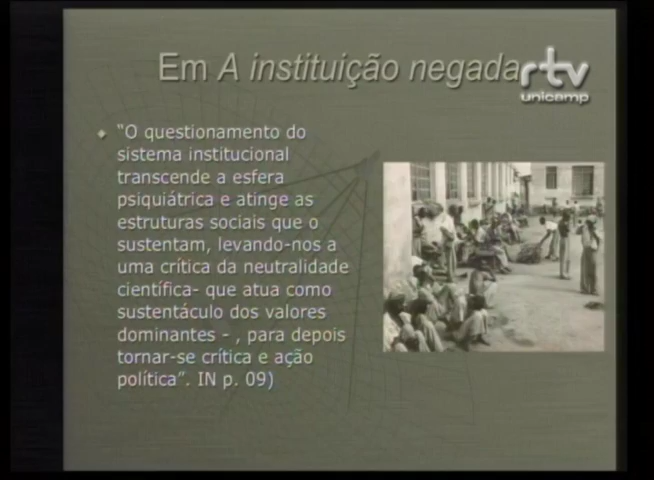 Em A instituição negada
rtv
unicamp
“O questionamento do
sistema institucional
transcende a esfera
psiquiátrica e atinge as
estruturas sociais que o
sustentam, levando-nos a
uma crítica da neutralidade
científica- que atua como
sustentáculo dos valores
dominantes - , para depois
tornar-se crítica e ação
política”. IN p. 09)